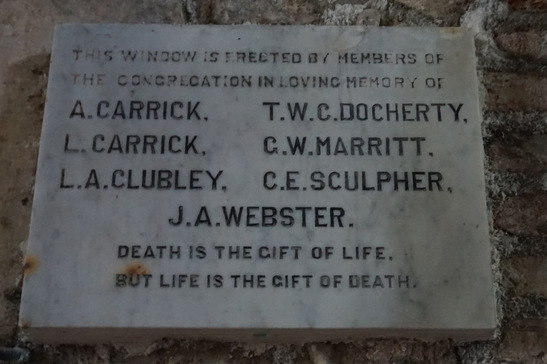 THIS WINDOW IS ERECTED BY MEMBERS OF
THE CONGREGATION IN LOVING MEMORY OF
A. CARRICK. T.W.C. DOCHERTY.
L. CARRICK. G.W. MARRITT.
L.A. CLUBLEY. C.E. SCULPHER.
J.A. WEBSTER.
DEATH IS THE GIFT OF LIFE,
BUT LIFE IS THE GIFT OF DEATH.